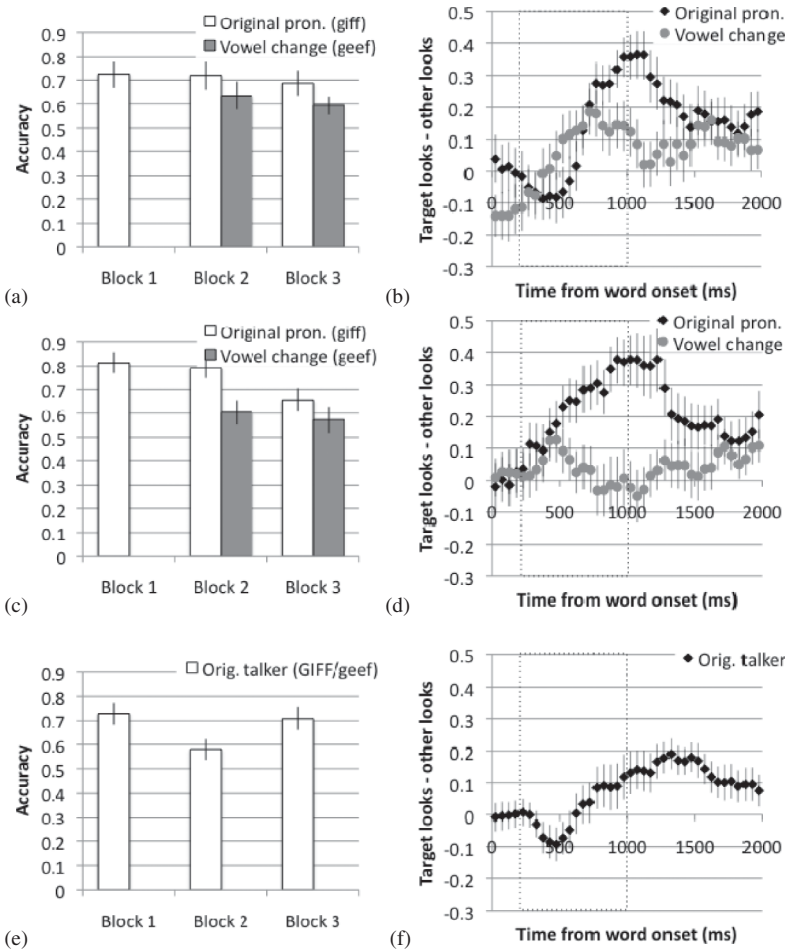 Original pron. (giff)
Vowel change (geef)
0.9
0.8
0.7
0.6
0.5
0.4
0.3
0.2
0.1
0
Accuracy
Block 1 Block 2 Block 3
(a)
Original pron.
Vowel change
0.5
0.4
0.3
0.2
0.1
0
-0.1
-0.2
-0.3
0 500 1000 1500 2000
Target looks - other looks
Time from word onset (ms)
(b)
Original pron. (giff)
Vowel change (geef)
0.9
0.8
0.7
0.6
0.5
0.4
0.3
0.2
0.1
0
Accuracy
Block 1 Block 2 Block 3
(c)
Original pron.
Vowel change
0.5
0.4
0.3
0.2
0.1
0
-0.1
-0.2
-0.3
0 500 1000 1500 2000
Target looks - other looks
Time from word onset (ms)
(d)
Orig. talker (GIFF/geef)
0.9
0.8
0.7
0.6
0.5
0.4
0.3
0.2
0.1
0
Accuracy
Block 1 Block 2 Block 3
(e)
Orig. talker
0.5
0.4
0.3
0.2
0.1
0
-0.1
-0.2
-0.3
0 500 1000 1500 2000
Target looks - other looks
Time from word onset (ms)
(f)